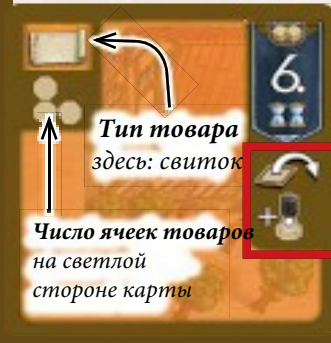 6.
Тип товара
здесь: свиток
+
Число ячеек товаров
на светлой
стороне карты